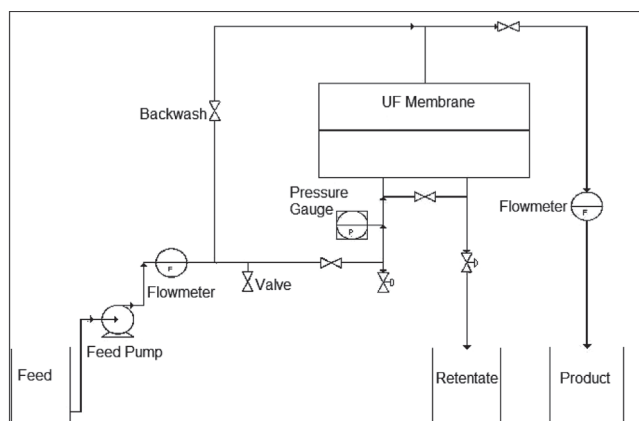 UF Membrane
Backwash
Pressure
Gauge
P
Flowmeter
F
F
Flowmeter
Valve
Feed Pump
Feed
Retentate
Product